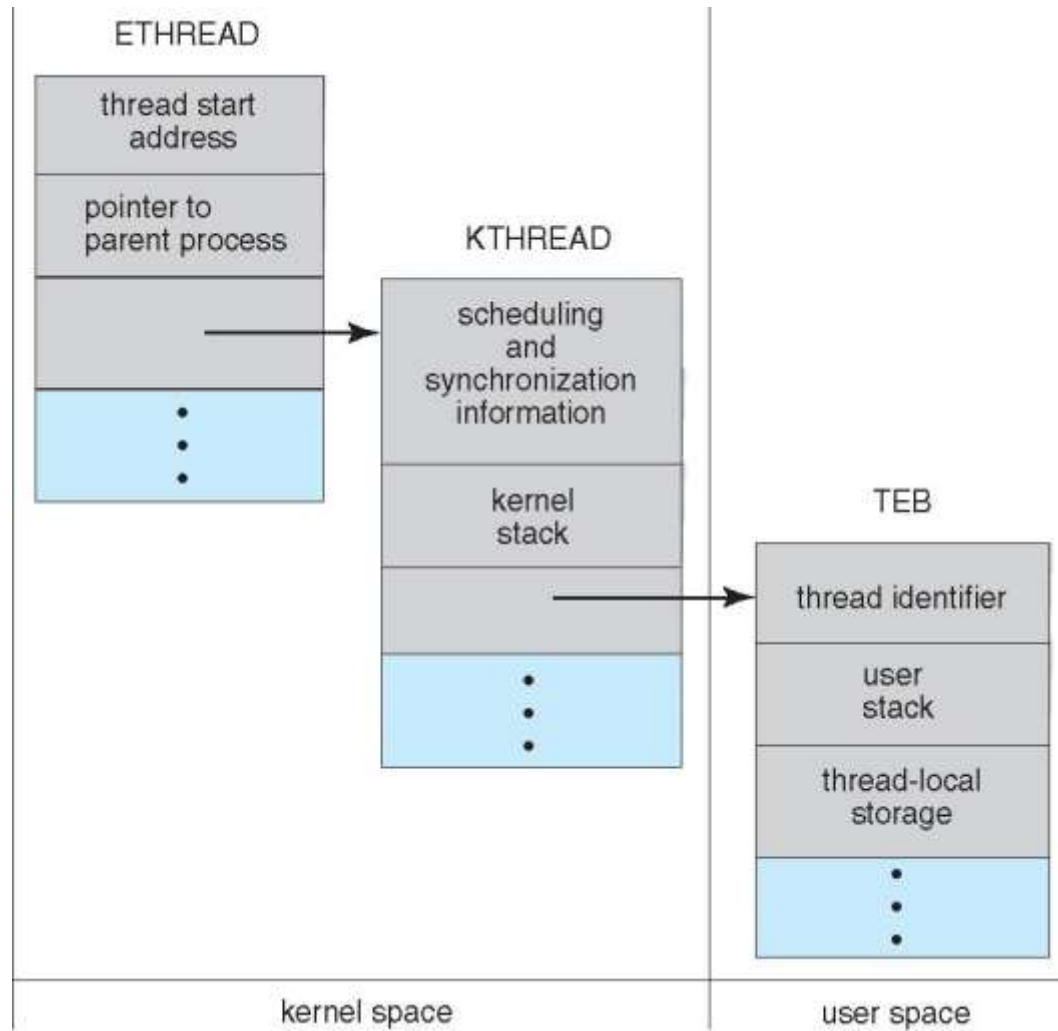 ETHREAD
thread start
address
pointer to
parent process
KTHREAD
scheduling
and
synchronization
information
kernel
stack
TEB
thread identifier
user
stack
thread-local
storage
kernel space
user space